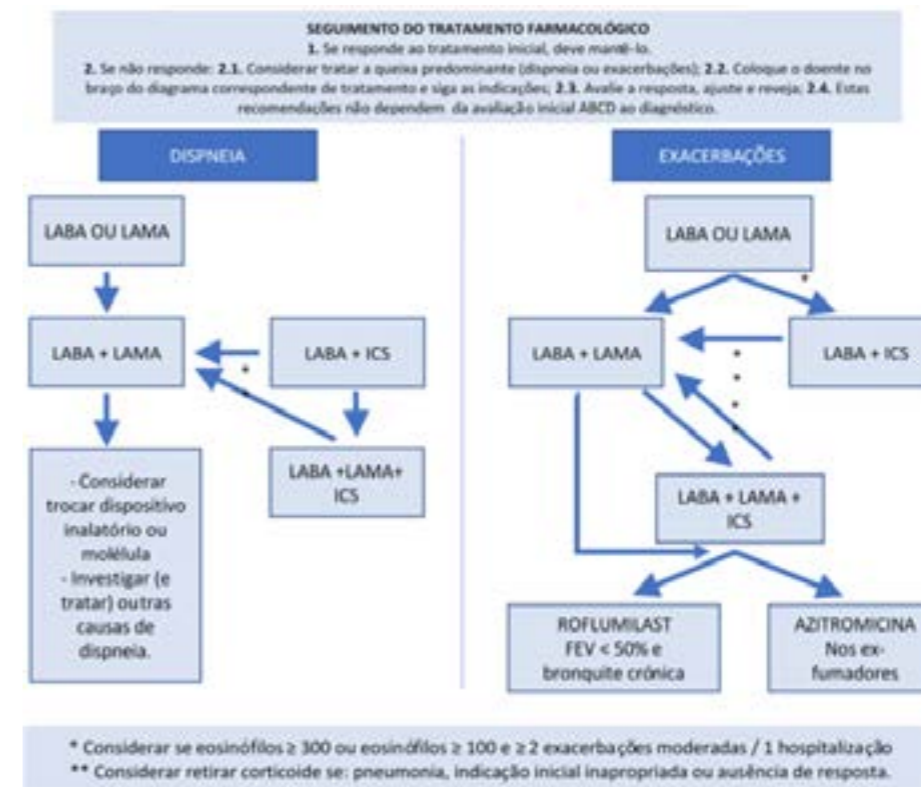 SEGUIMENTO DO TRATAMENTO FARMACOLÓGICO
1. Se responde ao tratamento inicial, deve mantê-lo.
2. Se não responde: 2.1. Considerar tratar a queixa predominante (dispneia ou exacerbações); 2.2. Coloque o doente no
braço do diagrama correspondente de tratamento e siga as indicações; 2.3. Avalie a resposta, ajuste e reveja; 2.4. Estas
recomendações não dependem da avaliação inicial ABCD ao diagnóstico.
DISPNEIA
LABA OU LAMA
LABA + LAMA
LABA + ICS
*
*
LABA +LAMA+
ICS
- Considerar
trocar dispositivo
inalatório ou
molélula
- Investigar (e
tratar) outras
causas de
dispneia.
EXACERBAÇÕES
LABA OU LAMA
*
LABA + LAMA
LABA + ICS
*
*
*
*
LABA + LAMA +
ICS
ROFLUMILAST
FEV < 50% e
bronquite crónica
AZITROMICINA
Nos ex-
fumadores
* Considerar se eosinófilos ≥ 300 ou eosinófilos ≥ 100 e ≥ 2 exacerbações moderadas / 1 hospitalização
** Considerar retirar corticoide se: pneumonia, indicação inicial inapropriada ou ausência de resposta.